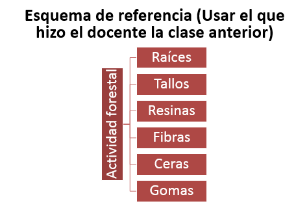 Esquema de referencia (Usar el que
hizo el docente la clase anterior)
Actividad forestal
Raíces
Tallos
Resinas
Fibras
Ceras
Gomas